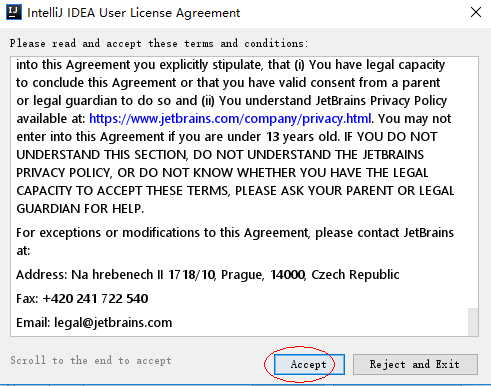 IJ IntelliJ IDEA User License Agreement
Please read and accept these terms and conditions:
into this Agreement you explicitly stipulate, that (i) You have legal capacity
to conclude this Agreement or that you have valid consent from a parent
or legal guardian to do so and (ii) You understand JetBrains Privacy Policy
available at: https://www.jetbrains.com/company/privacy.html. You may not
enter into this Agreement if you are under 13 years old. IF YOU DO NOT
UNDERSTAND THIS SECTION, DO NOT UNDERSTAND THE JETBRAINS
PRIVACY POLICY, OR DO NOT KNOW WHETHER YOU HAVE THE LEGAL
CAPACITY TO ACCEPT THESE TERMS, PLEASE ASK YOUR PARENT OR LEGAL
GUARDIAN FOR HELP.
For exceptions or modifications to this Agreement, please contact JetBrains
at:
Address: Na hrebenech II 1718/10, Prague, 14000, Czech Republic
Fax: +420 241 722 540
Email: legal@jetbrains.com
Scroll to the end to accept Accept Reject and Exit